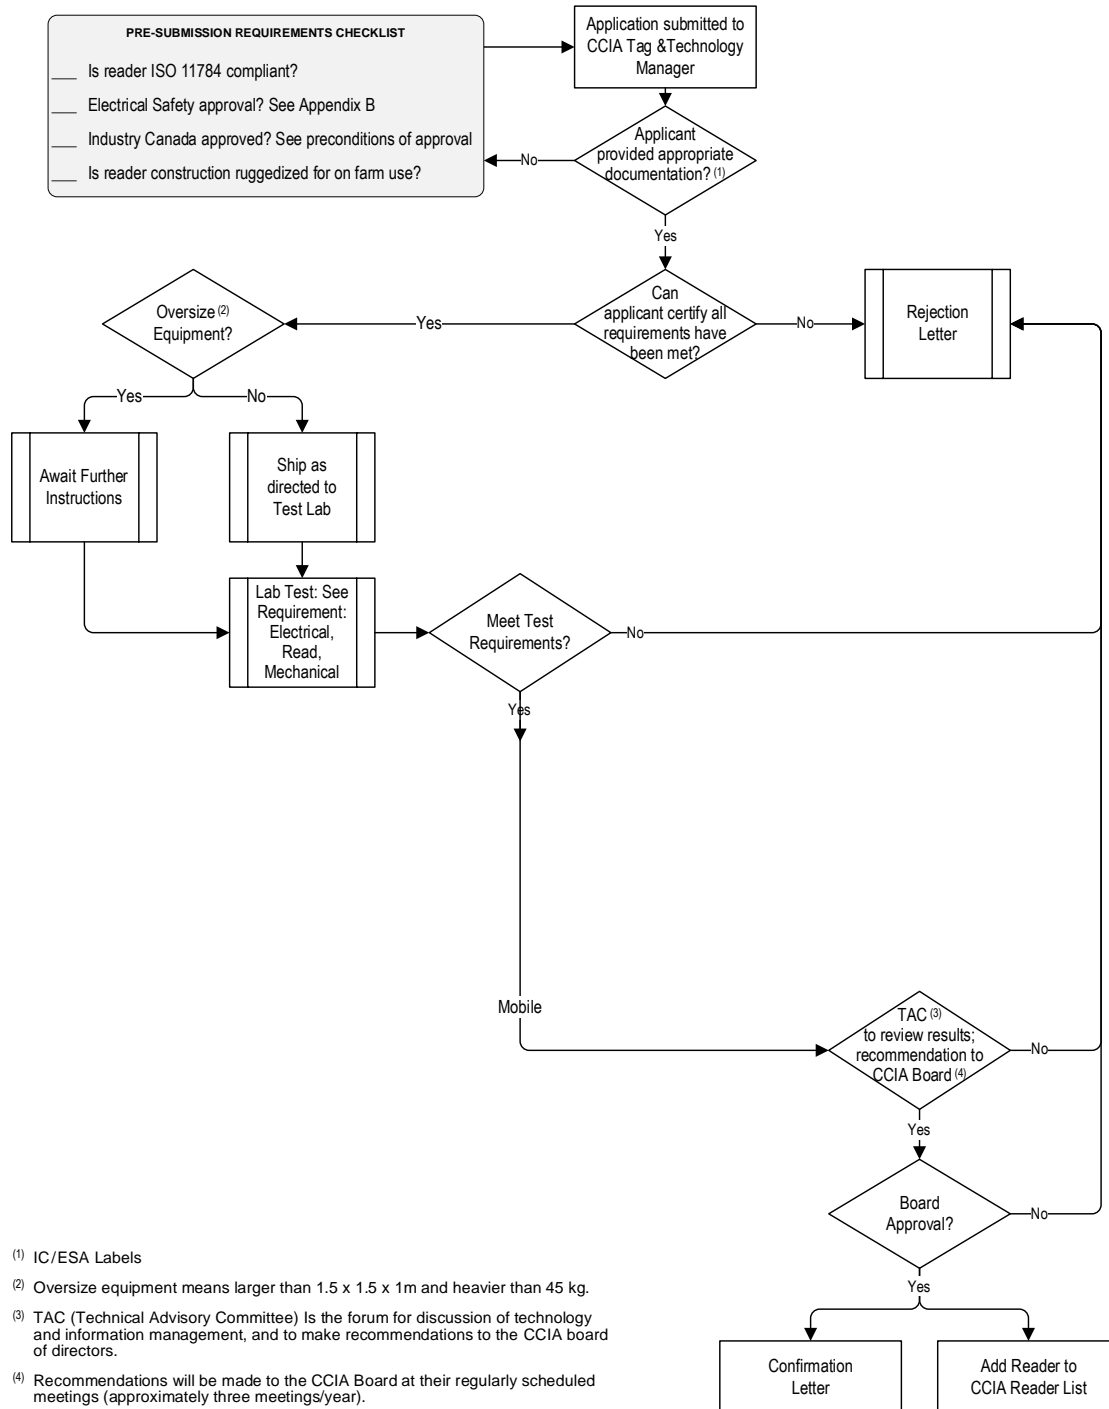 PRE-SUBMISSION REQUIREMENTS CHECKLIST
___ Is reader ISO 11784 compliant?
___ Electrical Safety approval? See Appendix B
___ Industry Canada approved? See preconditions of approval
___ Is reader construction ruggedized for on farm use?
Application submitted to
CCIA Tag &Technology
Manager
Applicant
provided appropriate
documentation? (1)
No
Yes
Can
applicant certify all
requirements have
been met?
No
Rejection
Letter
Yes
Oversize (2)
Equipment?
Yes
No
Await Further
Instructions
Ship as
directed to
Test Lab
Lab Test: See
Requirement:
Electrical,
Read,
Mechanical
Meet Test
Requirements?
No
Yes
Mobile
TAC (3)
to review results;
recommendation to
CCIA Board (4)
No
Yes
Board
Approval?
No
Yes
Confirmation
Letter
Add Reader to
CCIA Reader List
(1) IC/ESA Labels
(2) Oversize equipment means larger than 1.5 x 1.5 x 1m and heavier than 45 kg.
(3) TAC (Technical Advisory Committee) Is the forum for discussion of technology
and information management, and to make recommendations to the CCIA board
of directors.
(4) Recommendations will be made to the CCIA Board at their regularly scheduled
meetings (approximately three meetings/year).